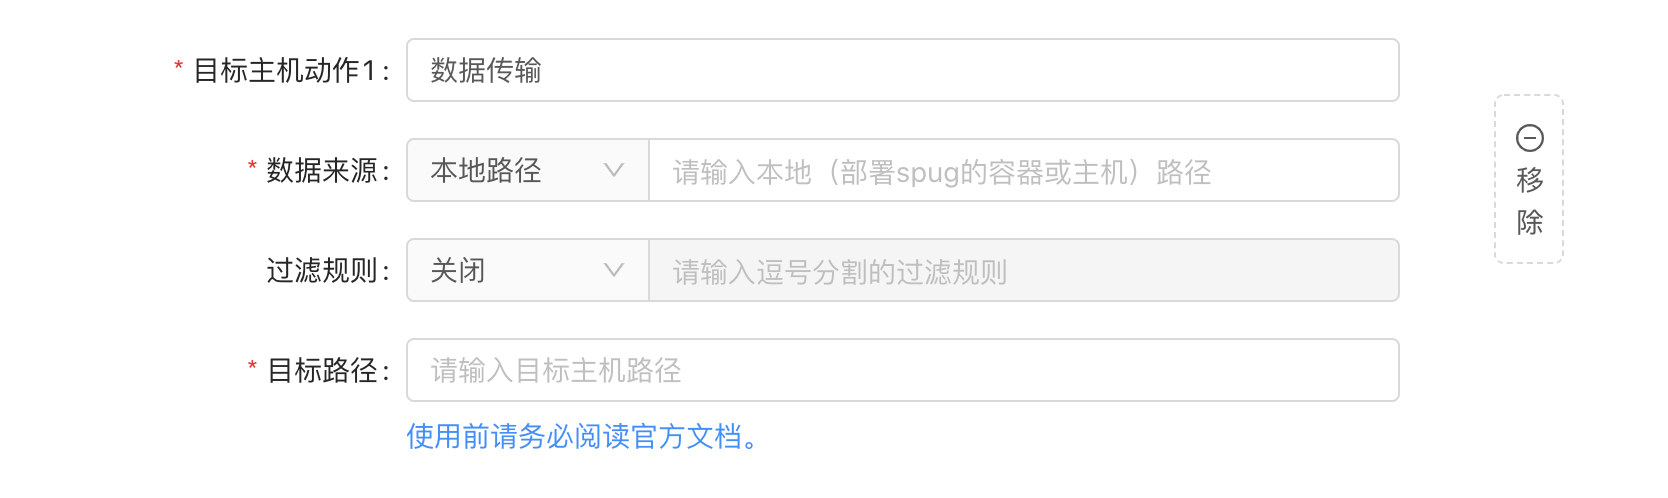 * 目标主机动作1: 数据传输
* 数据来源: 本地路径 请输入本地（部署spug的容器或主机）路径
过滤规则: 关闭 请输入逗号分割的过滤规则
* 目标路径: 请输入目标主机路径
使用前请务必阅读官方文档。
移
除